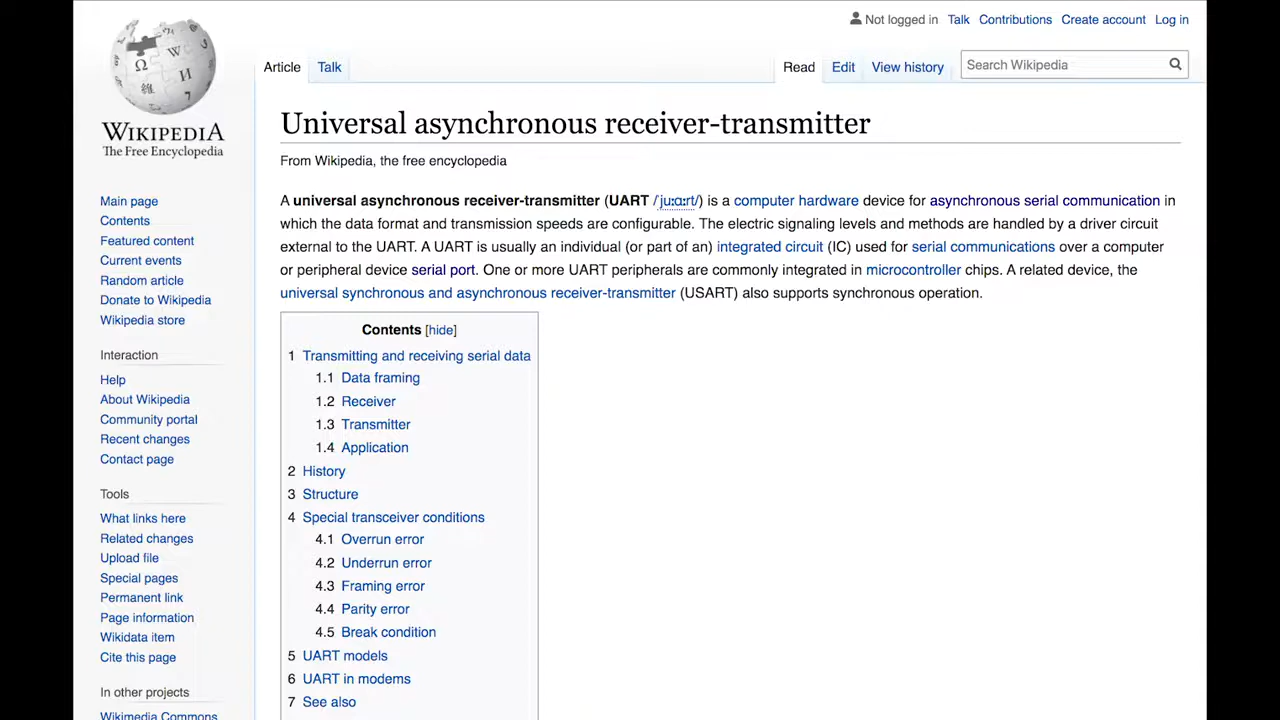 Not logged in Talk Contributions Create account Log in
Article Talk Read Edit View history Search Wikipedia
WIKIPEDIA
The Free Encyclopedia
Main page
Contents
Featured content
Current events
Random article
Donate to Wikipedia
Wikipedia store
Interaction
Help
About Wikipedia
Community portal
Recent changes
Contact page
Tools
What links here
Related changes
Upload file
Special pages
Permanent link
Page information
Wikidata item
Cite this page
In other projects
Wikimedia Commons
Universal asynchronous receiver-transmitter
From Wikipedia, the free encyclopedia
A universal asynchronous receiver-transmitter (UART /ˈjuːɑːrt/) is a computer hardware device for asynchronous serial communication in
which the data format and transmission speeds are configurable. The electric signaling levels and methods are handled by a driver circuit
external to the UART. A UART is usually an individual (or part of an) integrated circuit (IC) used for serial communications over a computer
or peripheral device serial port. One or more UART peripherals are commonly integrated in microcontroller chips. A related device, the
universal synchronous and asynchronous receiver-transmitter (USART) also supports synchronous operation.
Contents [hide]
1 Transmitting and receiving serial data
1.1 Data framing
1.2 Receiver
1.3 Transmitter
1.4 Application
2 History
3 Structure
4 Special transceiver conditions
4.1 Overrun error
4.2 Underrun error
4.3 Framing error
4.4 Parity error
4.5 Break condition
5 UART models
6 UART in modems
7 See also